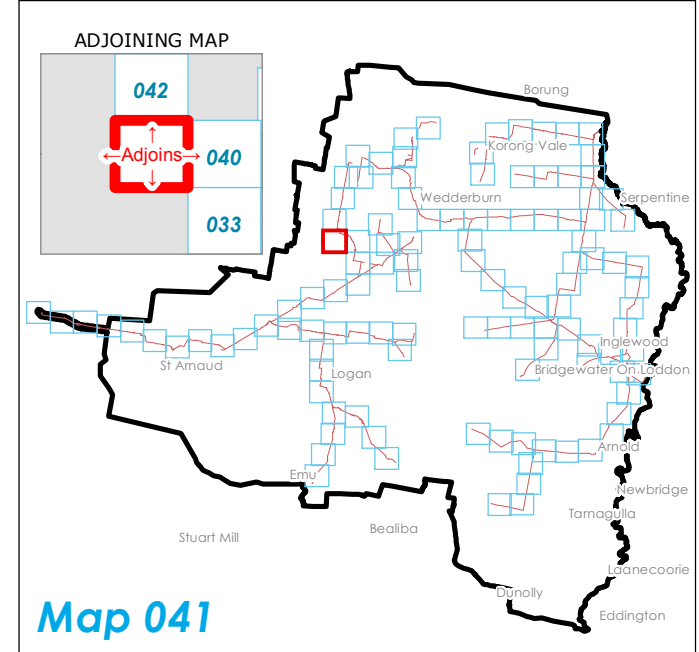 ADJOINING MAP
042
←Adjoins→
040
033
Borung
Korong Vale
Wedderburn
Serpentine
Inglewood
St Arnaud
Bridgewater On Loddon
Logan
Arnold
Emu
Newbridge
Tarnagulla
Bealiba
Stuart Mill
Laanecoorie
Dunolly
Eddington
Map 041